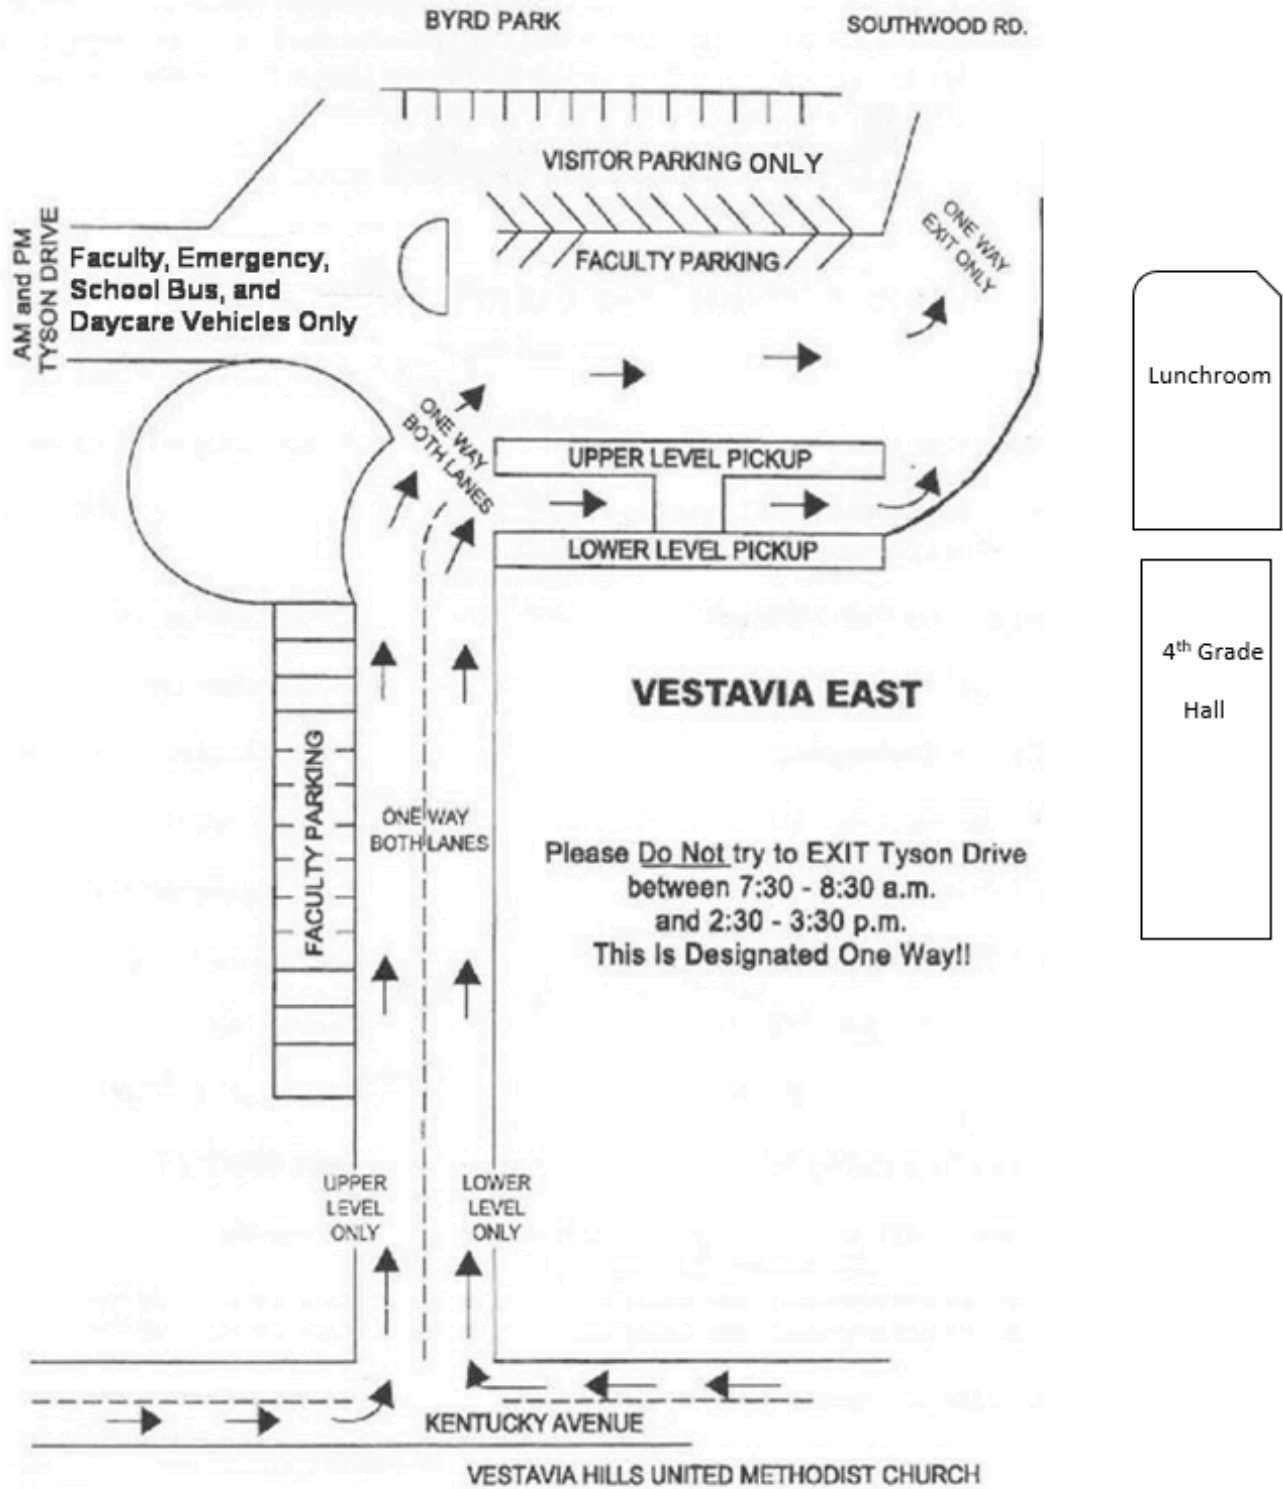 BYRD PARK
SOUTHWOOD RD.
VISITOR PARKING ONLY
FACULTY PARKING
ONE WAY
EXIT ONLY
AM and PM
TYSON DRIVE
Faculty, Emergency,
School Bus, and
Daycare Vehicles Only
Lunchroom
ONE WAY
BOTH LANES
UPPER LEVEL PICKUP
LOWER LEVEL PICKUP
4th Grade
Hall
VESTAVIA EAST
FACULTY PARKING
ONE WAY
BOTH LANES
Please Do Not try to EXIT Tyson Drive
between 7:30 - 8:30 a.m.
and 2:30 - 3:30 p.m.
This Is Designated One Way!!
UPPER
LEVEL
ONLY
LOWER
LEVEL
ONLY
KENTUCKY AVENUE
VESTAVIA HILLS UNITED METHODIST CHURCH